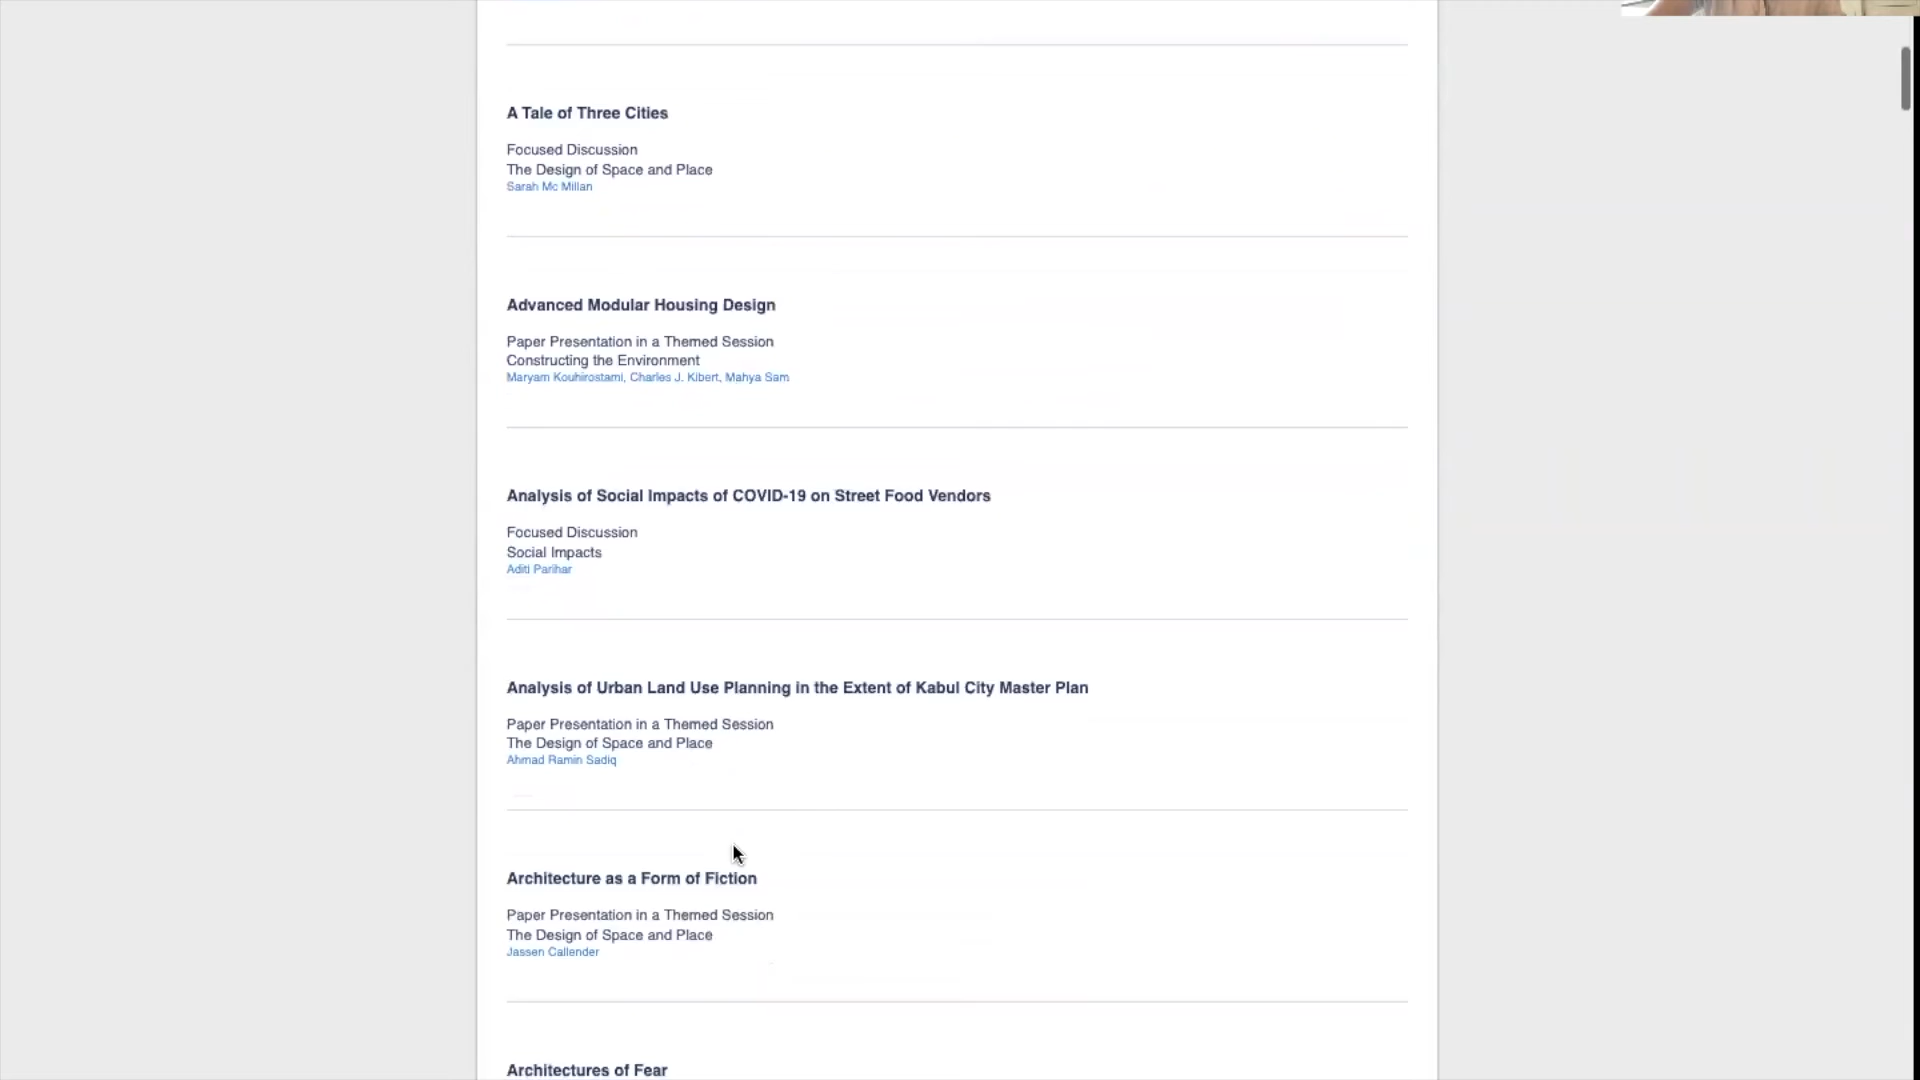 A Tale of Three Cities
Focused Discussion
The Design of Space and Place
Sarah Mc Millan
Advanced Modular Housing Design
Paper Presentation in a Themed Session
Constructing the Environment
Maryam Kouhirostami, Charles J. Kibert, Mahya Sam
Analysis of Social Impacts of COVID-19 on Street Food Vendors
Focused Discussion
Social Impacts
Aditi Parihar
Analysis of Urban Land Use Planning in the Extent of Kabul City Master Plan
Paper Presentation in a Themed Session
The Design of Space and Place
Ahmad Ramin Sadiq
Architecture as a Form of Fiction
Paper Presentation in a Themed Session
The Design of Space and Place
Jassen Callender
Architectures of Fear